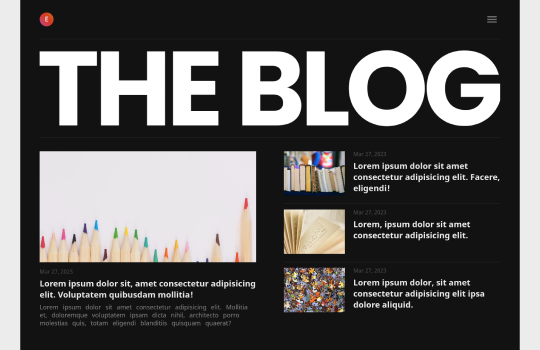 E
THE BLOG
Mar 27, 2023
Lorem ipsum dolor sit, amet consectetur adipisicing
elit. Voluptatem quibusdam mollitia!
Lorem ipsum dolor sit amet consectetur, adipisicing elit. Mollitia
et, doloremque voluptatem ipsam dicta nihil, architecto porro
molestias quis, totam eligendi blanditiis quisquam quaerat?
Mar 27, 2023
Lorem ipsum dolor sit amet
consectetur adipisicing elit. Facere,
eligendi!
Mar 27, 2023
Lorem, ipsum dolor sit amet
consectetur adipisicing elit.
Mar 27, 2023
Lorem ipsum dolor, sit amet
consectetur adipisicing elit ipsa
dolore aliquid.